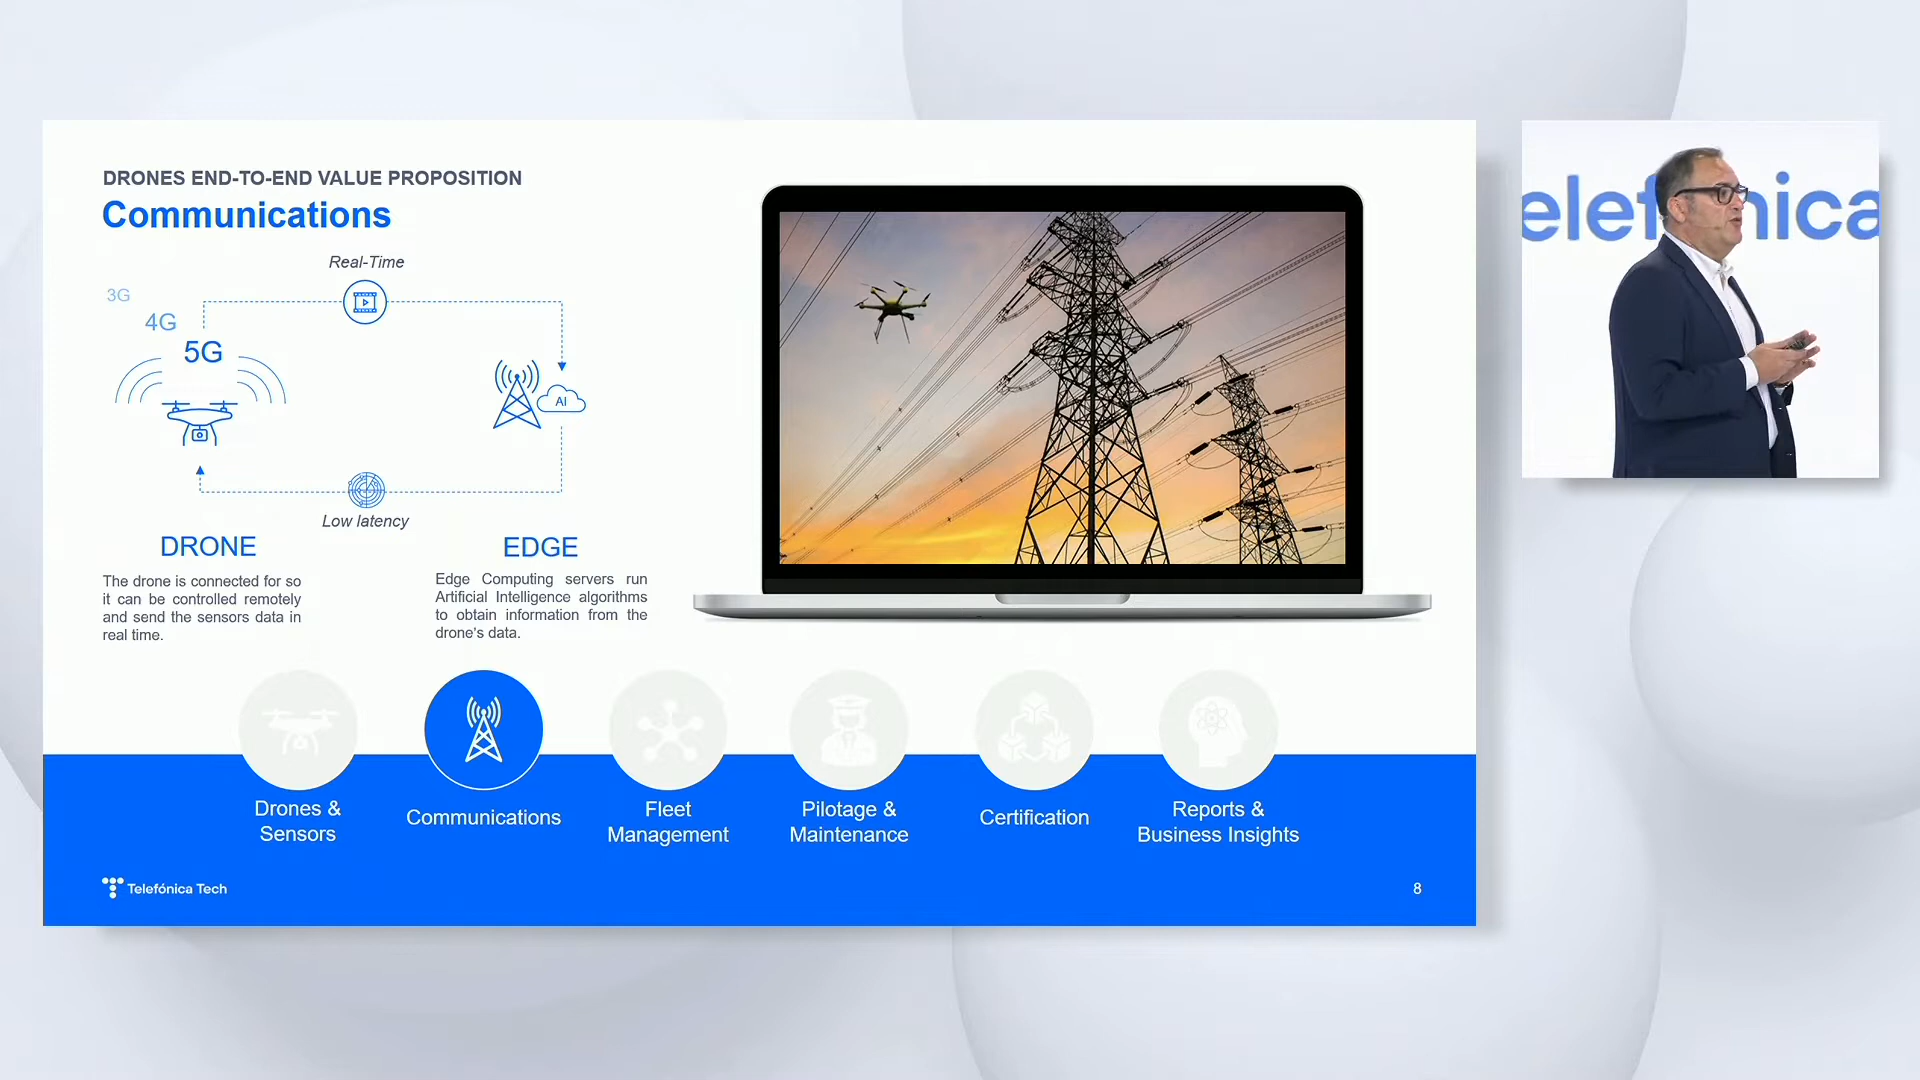 DRONES END-TO-END VALUE PROPOSITION
Communications
Real-Time
3G
4G
5G
AI
Low latency
DRONE
The drone is connected for so
it can be controlled remotely
and send the sensors data in
real time.
EDGE
Edge Computing servers run
Artificial Intelligence algorithms
to obtain information from the
drone's data.
Drones &
Sensors
Communications
Fleet
Management
Pilotage &
Maintenance
Certification
Reports &
Business Insights
Telefónica Tech
8
elef nica